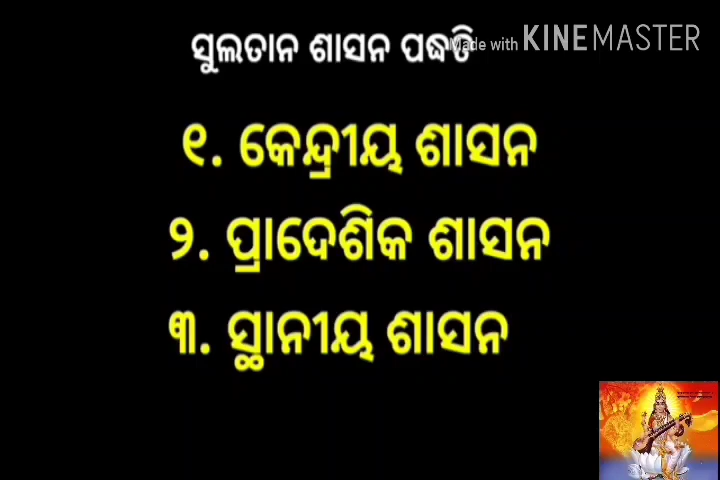 ସୁଲତାନ ଶାସନ ପଦ୍ଧତି
Made with KINEMASTER
୧. କେନ୍ଦ୍ରୀୟ ଶାସନ
୨. ପ୍ରାଦେଶିକ ଶାସନ
୩. ସ୍ଥାନୀୟ ଶାସନ